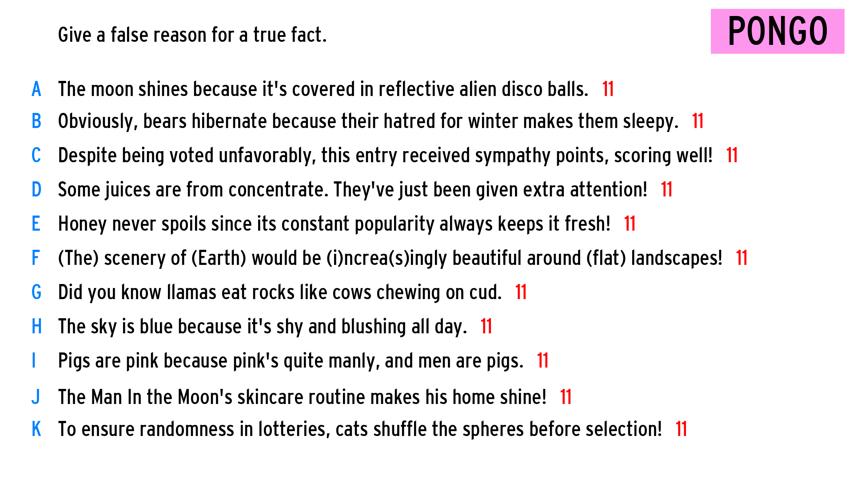 Give a false reason for a true fact.
PONGO
A The moon shines because it's covered in reflective alien disco balls. 11
B Obviously, bears hibernate because their hatred for winter makes them sleepy. 11
C Despite being voted unfavorably, this entry received sympathy points, scoring well! 11
D Some juices are from concentrate. They've just been given extra attention! 11
E Honey never spoils since its constant popularity always keeps it fresh! 11
F (The) scenery of (Earth) would be (i)ncrea(s)ingly beautiful around (flat) landscapes! 11
G Did you know llamas eat rocks like cows chewing on cud. 11
H The sky is blue because it's shy and blushing all day. 11
I Pigs are pink because pink's quite manly, and men are pigs. 11
J The Man In the Moon's skincare routine makes his home shine! 11
K To ensure randomness in lotteries, cats shuffle the spheres before selection! 11